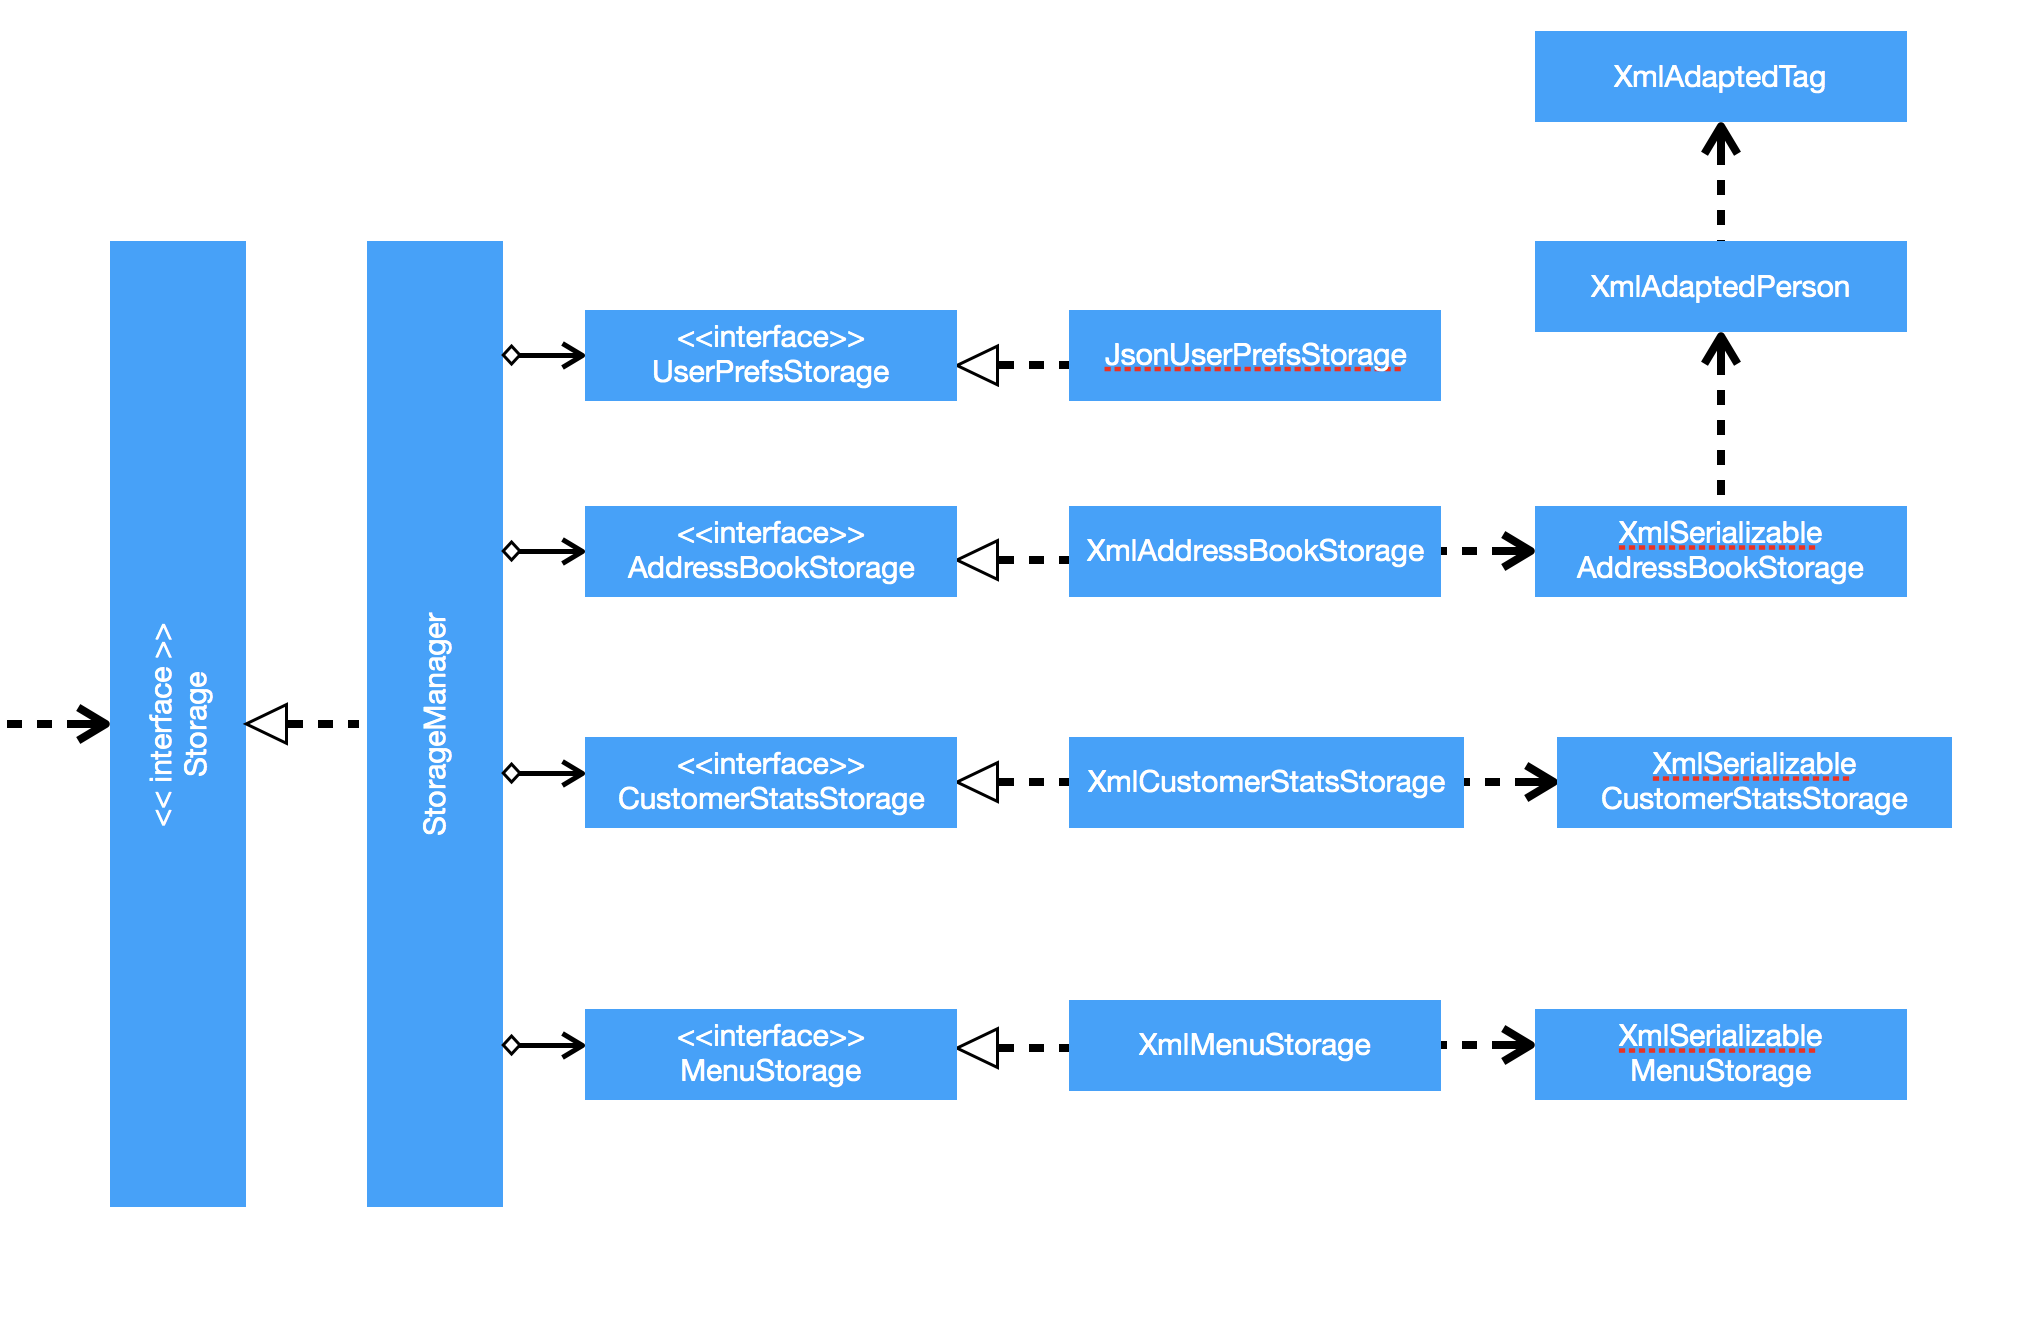 XmlAdaptedTag
XmlAdaptedPerson
<< interface >>
Storage
StorageManager
<<interface>>
UserPrefsStorage
JsonUserPrefsStorage
<<interface>>
AddressBookStorage
XmlAddressBookStorage
XmlSerializable
AddressBookStorage
<<interface>>
CustomerStatsStorage
XmlCustomerStatsStorage
XmlSerializable
CustomerStatsStorage
<<interface>>
MenuStorage
XmlMenuStorage
XmlSerializable
MenuStorage